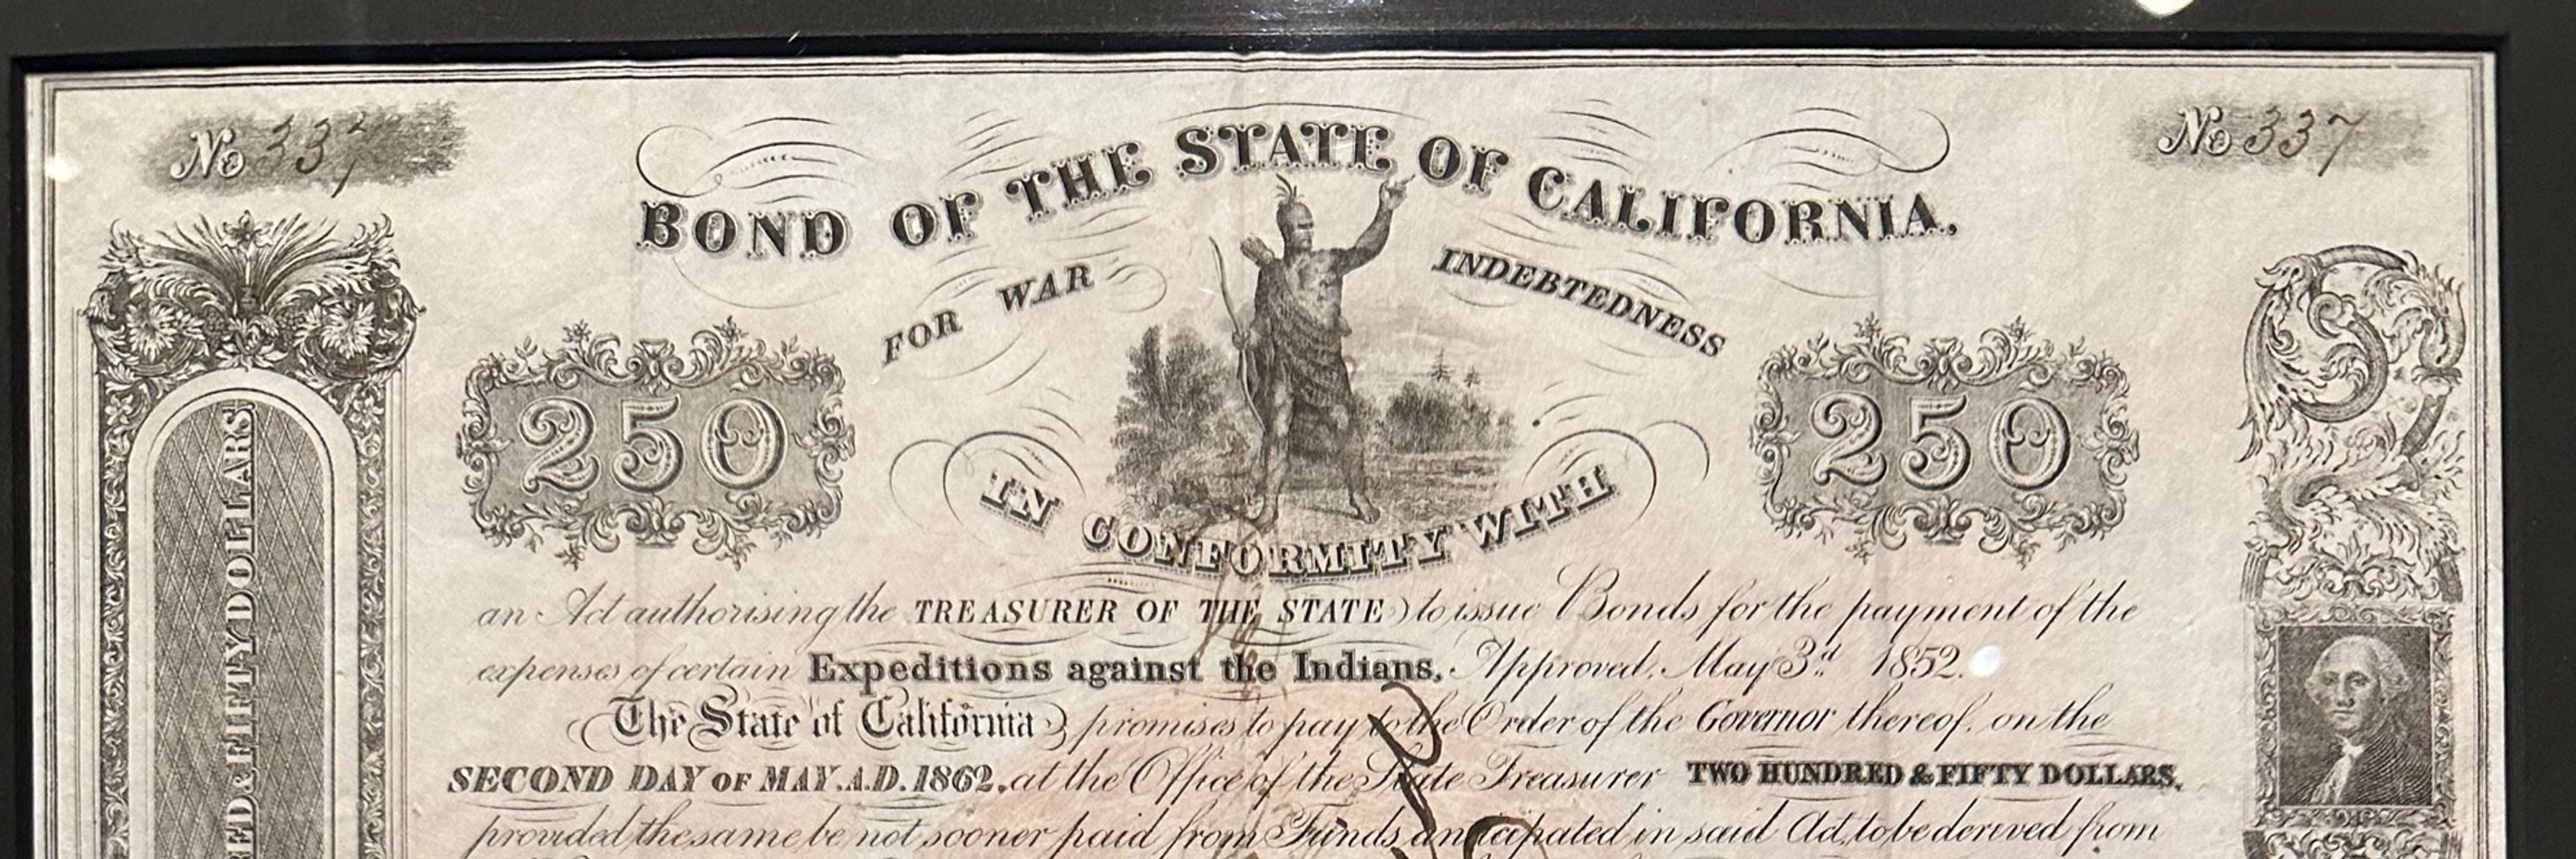 No 337
No 337
BOND OF THE STATE OF CALIFORNIA.
FOR WAR INDEBTEDNESS
250
250
IN CONFORMITY WITH
an Act authorising the TREASURER OF THE STATE to issue Bonds for the payment of the
expenses of certain Expeditions against the Indians. Approved, May 3d 1852.
The State of California promises to pay to the Order of the Governor thereof, on the
SECOND DAY OF MAY. A.D. 1862, at the Office of the State Treasurer TWO HUNDRED & FIFTY DOLLARS.
provided the same be not sooner paid from Funds anticipated in said Act, to be derived from
RED & FIFTY DOLLARS